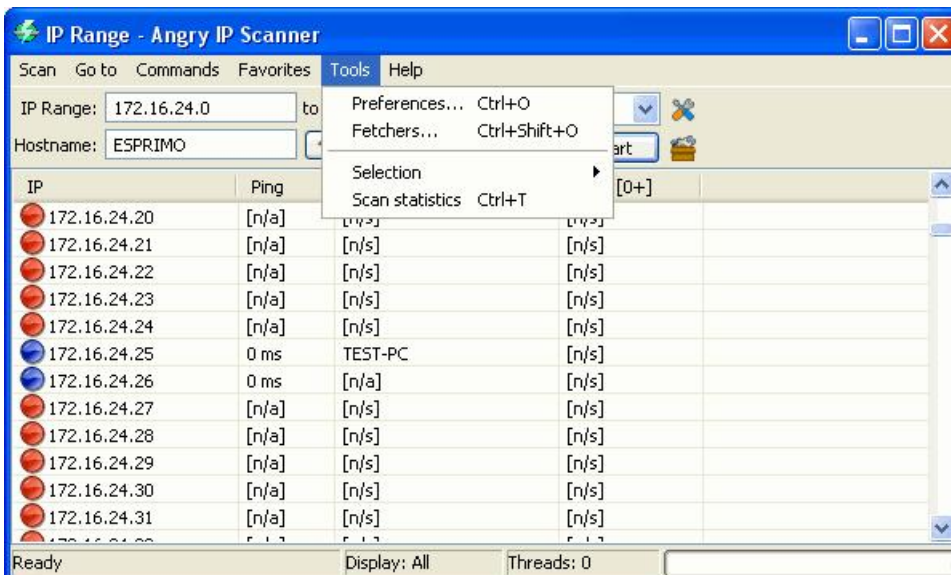 IP Range - Angry IP Scanner
Scan Go to Commands Favorites Tools Help
IP Range: 172.16.24.0 to
Preferences... Ctrl+O
Fetchers... Ctrl+Shift+O
Selection
Scan statistics Ctrl+T
Hostname: ESPRIMO
IP Ping [0+]
172.16.24.20 [n/a] [n/s] [n/s]
172.16.24.21 [n/a] [n/s] [n/s]
172.16.24.22 [n/a] [n/s] [n/s]
172.16.24.23 [n/a] [n/s] [n/s]
172.16.24.24 [n/a] [n/s] [n/s]
172.16.24.25 0 ms TEST-PC [n/s]
172.16.24.26 0 ms [n/a] [n/s]
172.16.24.27 [n/a] [n/s] [n/s]
172.16.24.28 [n/a] [n/s] [n/s]
172.16.24.29 [n/a] [n/s] [n/s]
172.16.24.30 [n/a] [n/s] [n/s]
172.16.24.31 [n/a] [n/s] [n/s]
Ready Display: All Threads: 0